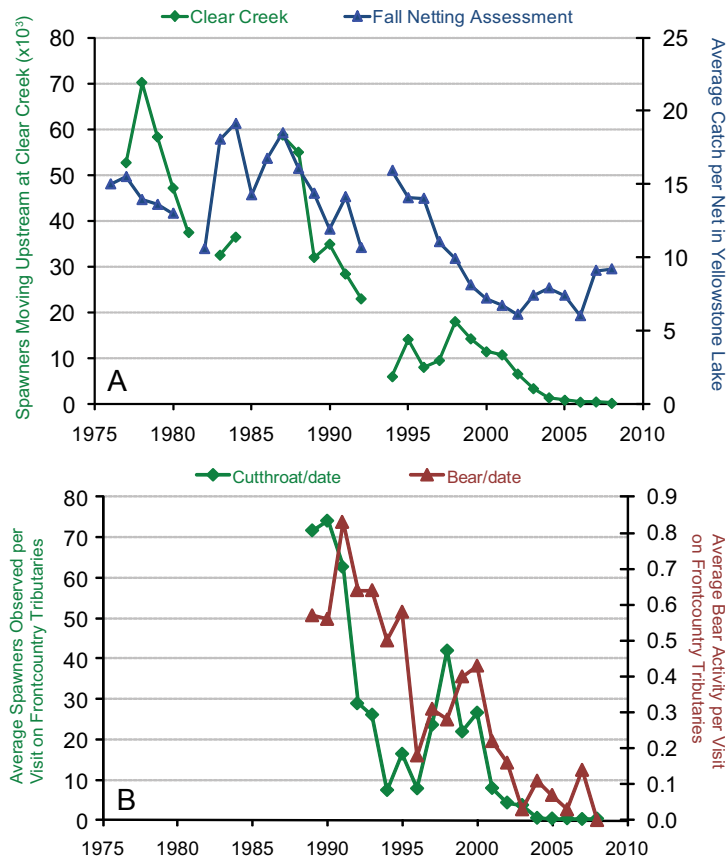 Clear Creek
Fall Netting Assessment
Spawners Moving Upstream at Clear Creek (x10³)
80
70
60
50
40
30
20
10
0
25
20
15
10
5
0
Average Catch per Net in Yellowstone Lake
A
1975 1980 1985 1990 1995 2000 2005 2010
Cutthroat/date
Bear/date
Average Spawners Observed per
Visit on Frontcountry Tributaries
80
70
60
50
40
30
20
10
0
0.9
0.8
0.7
0.6
0.5
0.4
0.3
0.2
0.1
0.0
Average Bear Activity per Visit
on Frontcountry Tributaries
B
1975 1980 1985 1990 1995 2000 2005 2010